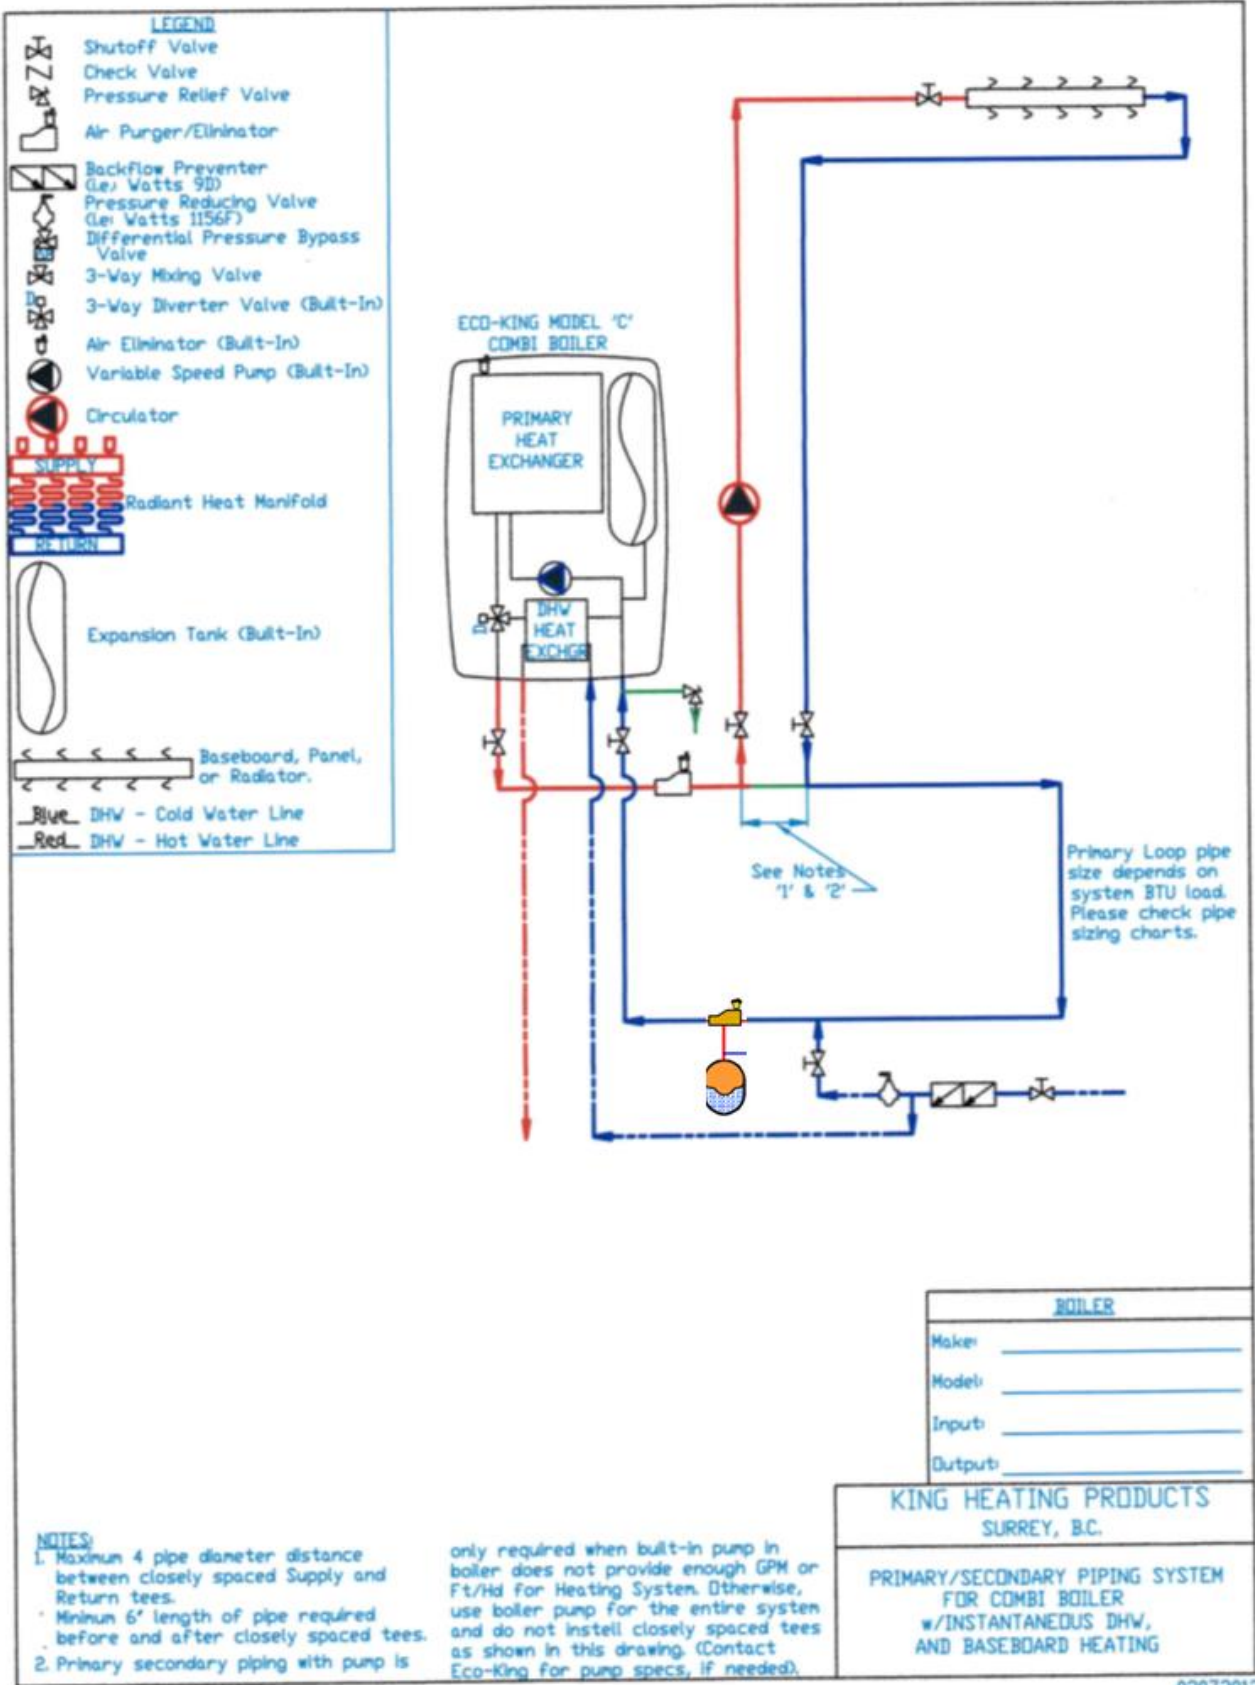 LEGEND
Shutoff Valve
Check Valve
Pressure Relief Valve
Air Purger/Eliminator
Backflow Preventer
(Le; Watts 9D)
Pressure Reducing Valve
(Le: Watts 1156F)
Differential Pressure Bypass
Valve
3-Way Mixing Valve
D
3-Way Diverter Valve (Built-In)
Air Eliminator (Built-In)
Variable Speed Pump (Built-In)
Circulator
SUPPLY
Radiant Heat Manifold
RETURN
Expansion Tank (Built-In)
Baseboard, Panel,
or Radiator.
Blue DHW - Cold Water Line
Red DHW - Hot Water Line
ECO-KING MODEL 'C'
COMBI BOILER
PRIMARY
HEAT
EXCHANGER
D
DHW
HEAT
EXCHGR
See Notes
'1' & '2'
Primary Loop pipe
size depends on
system BTU load.
Please check pipe
sizing charts.
BOILER
Make:
Model:
Input:
Output:
KING HEATING PRODUCTS
SURREY, B.C.
PRIMARY/SECONDARY PIPING SYSTEM
FOR COMBI BOILER
w/INSTANTANEOUS DHW,
AND BASEBOARD HEATING
NOTES:
1. Maximum 4 pipe diameter distance
between closely spaced Supply and
Return tees.
Minimum 6' length of pipe required
before and after closely spaced tees.
2. Primary secondary piping with pump is
only required when built-in pump in
boiler does not provide enough GPM or
Ft/Hd for Heating System. Otherwise,
use boiler pump for the entire system
and do not instell closely spaced tees
as shown in this drawing. (Contact
Eco-King for pump specs, if needed).